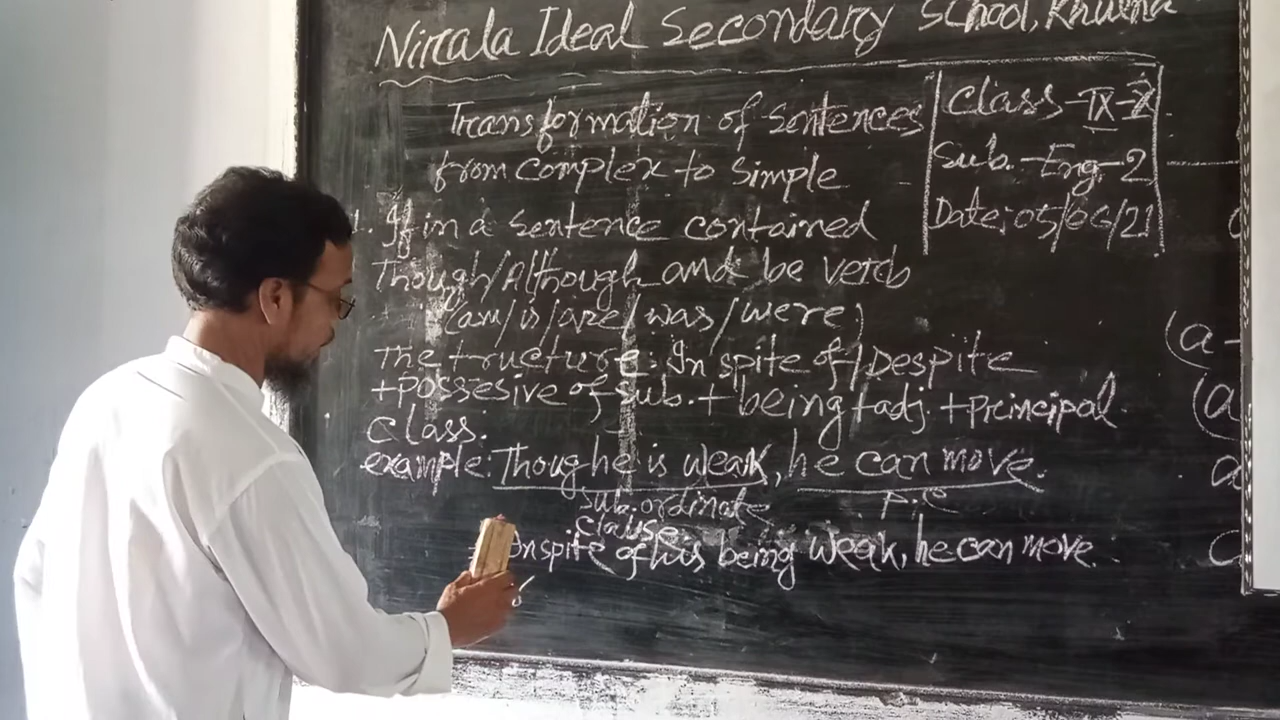 Nirala Ideal Secondary School, Khulna
Transformation of Sentences
from complex to Simple
Class-IX-X
Sub.-Eng-2
Date:05/06/21
1. If in a sentence contained
Though/Although and be verb
(am/is/are/was/were)
The tructure: In spite of/Despite
+possesive of sub. + being+adj. +principal
class.
example: Thoug he is weak, he can move.
sub.ordinate
clause
P.C
In spite of his being weak, he can move.
(a-
(a
a